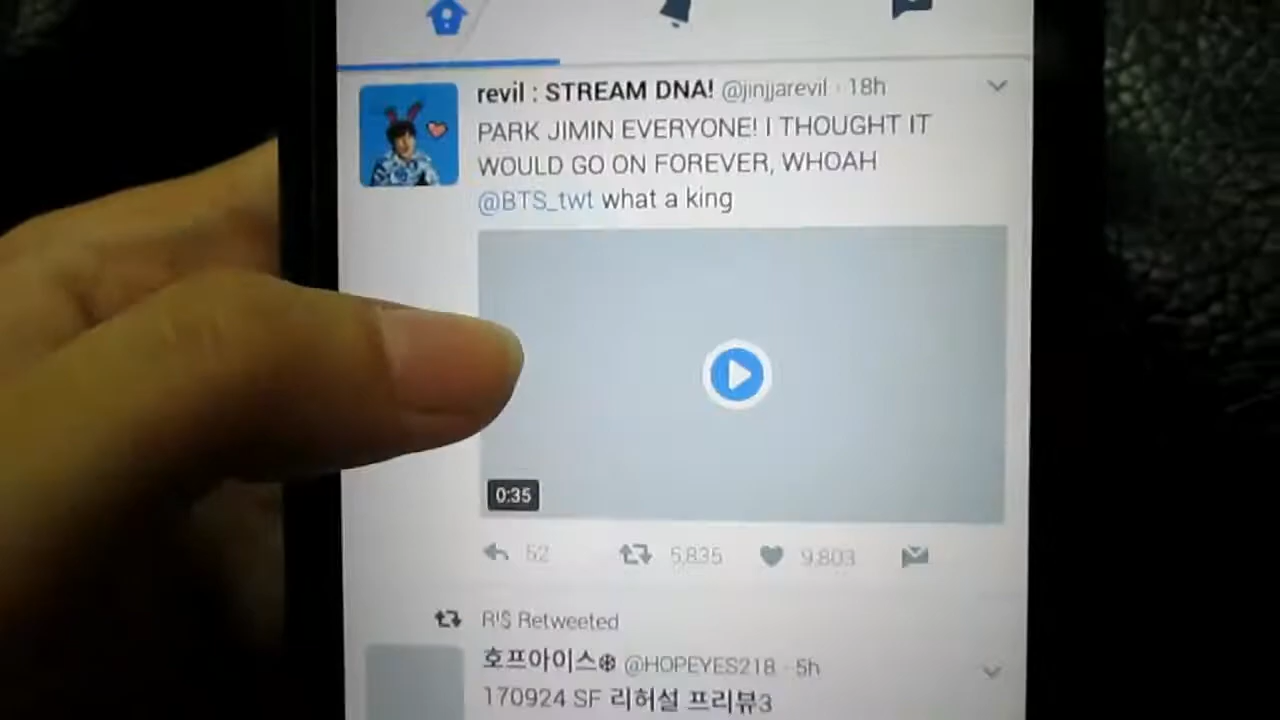 revil : STREAM DNA! @jinjjarevil · 18h
PARK JIMIN EVERYONE! I THOUGHT IT
WOULD GO ON FOREVER, WHOAH
@BTS_twt what a king
0:35
52 5,835 9,803
R!$ Retweeted
호프아이스❄ @HOPEYES218 · 5h
170924 SF 리허설 프리뷰3